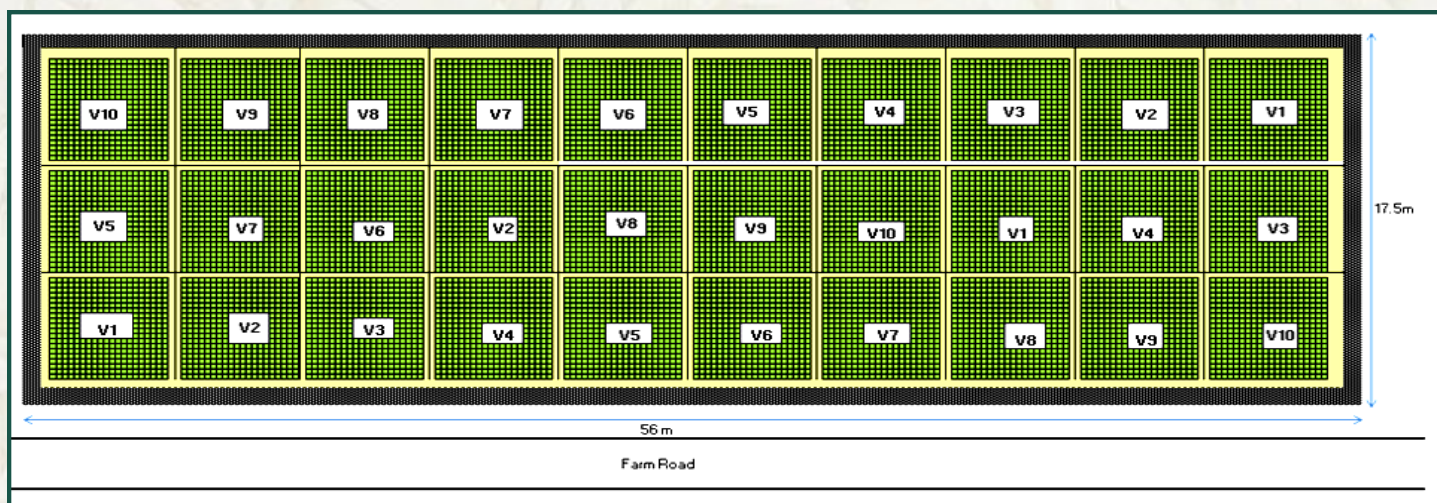 V10 V9 V8 V7 V6 V5 V4 V3 V2 V1
V5 V7 V6 V2 V8 V9 V10 V1 V4 V3
17.5m
V1 V2 V3 V4 V5 V6 V7 V8 V9 V10
56 m
Farm Road